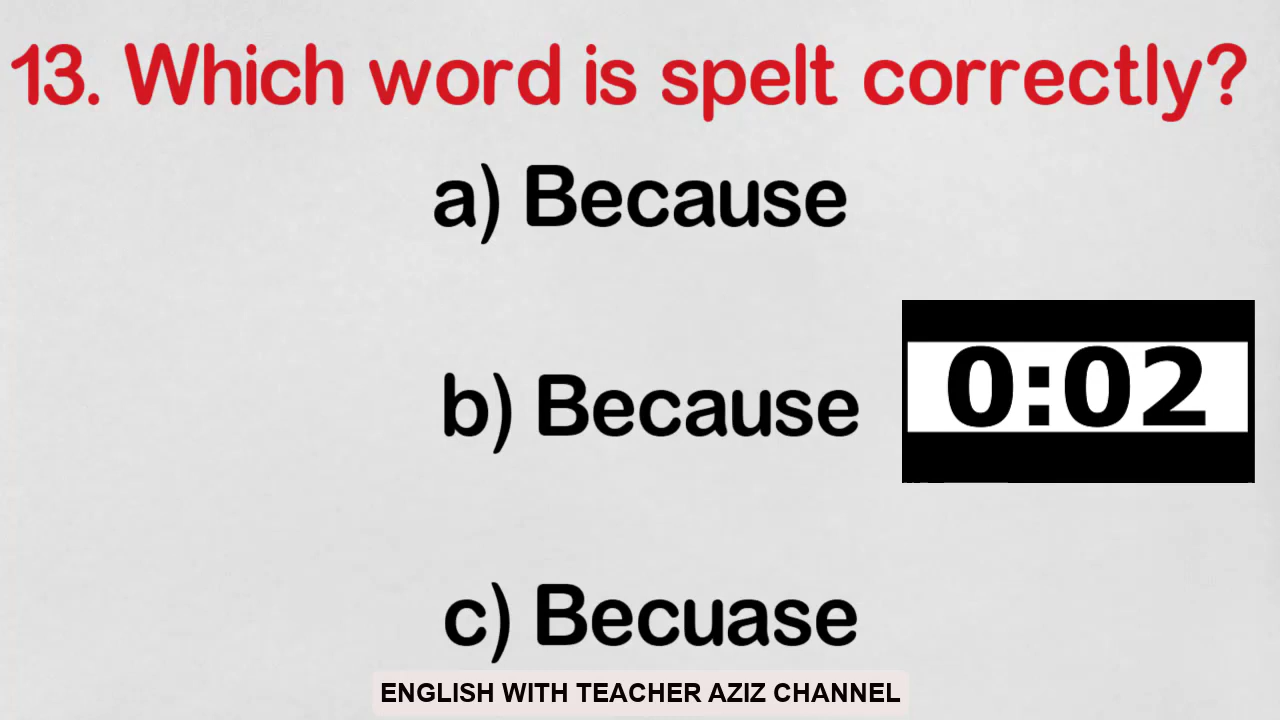 13. Which word is spelt correctly?
a) Because
b) Because
0:02
c) Becuase
ENGLISH WITH TEACHER AZIZ CHANNEL